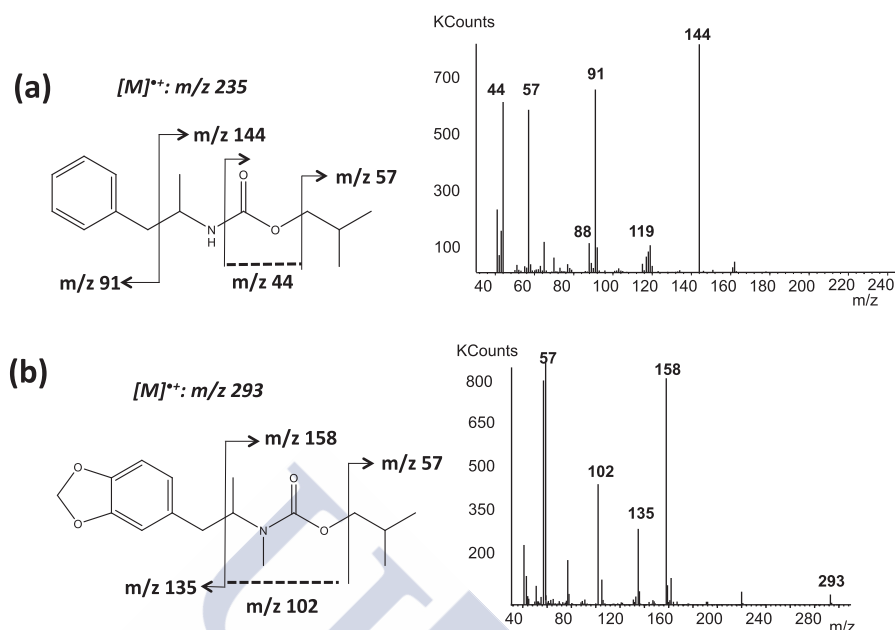 (a)
[M]•+: m/z 235
m/z 144
m/z 57
O
N
H
O
m/z 91
m/z 44
KCounts
700
500
300
100
44
57
88
91
119
144
40 60 80 100 120 140 160 180 200 220 240
m/z
(b)
[M]•+: m/z 293
m/z 158
m/z 57
O
O
O
N
O
m/z 135
m/z 102
KCounts
800
650
500
350
200
57
102
135
158
293
40 80 120 160 200 240 280
m/z